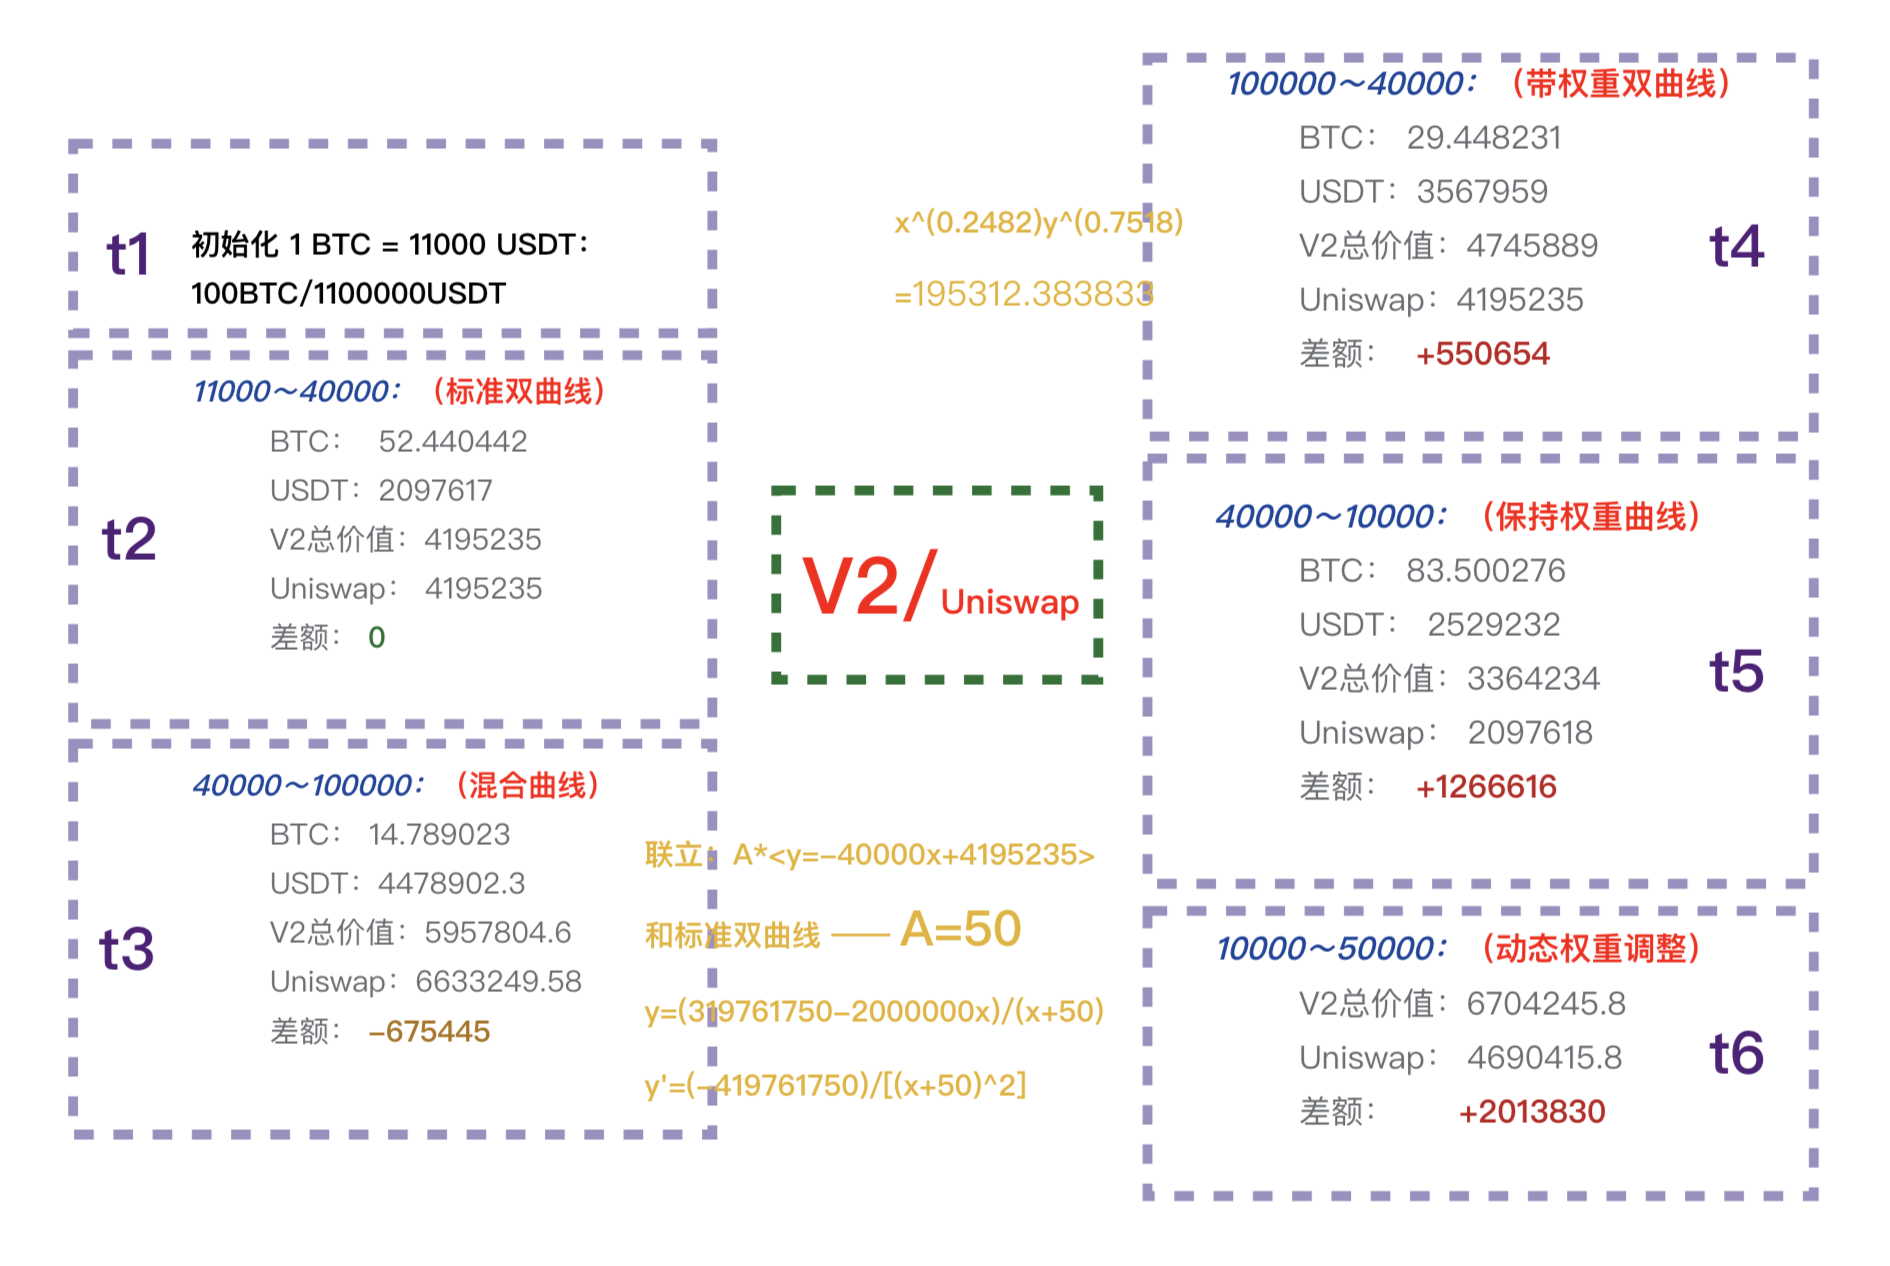 t1
初始化 1 BTC = 11000 USDT：
100BTC/1100000USDT
t2
11000～40000：（标准双曲线）
BTC： 52.440442
USDT：2097617
V2总价值：4195235
Uniswap： 4195235
差额： 0
t3
40000～100000：（混合曲线）
BTC： 14.789023
USDT：4478902.3
V2总价值：5957804.6
Uniswap：6633249.58
差额： -675445
x^(0.2482)y^(0.7518)
=195312.383833
V2/Uniswap
联立：A*<y=-40000x+4195235>
和标准双曲线 —— A=50
y=(319761750-2000000x)/(x+50)
y'=(-419761750)/[(x+50)^2]
t4
100000～40000：（带权重双曲线）
BTC： 29.448231
USDT：3567959
V2总价值：4745889
Uniswap：4195235
差额： +550654
t5
40000～10000：（保持权重曲线）
BTC： 83.500276
USDT： 2529232
V2总价值：3364234
Uniswap： 2097618
差额： +1266616
t6
10000～50000：（动态权重调整）
V2总价值：6704245.8
Uniswap： 4690415.8
差额： +2013830